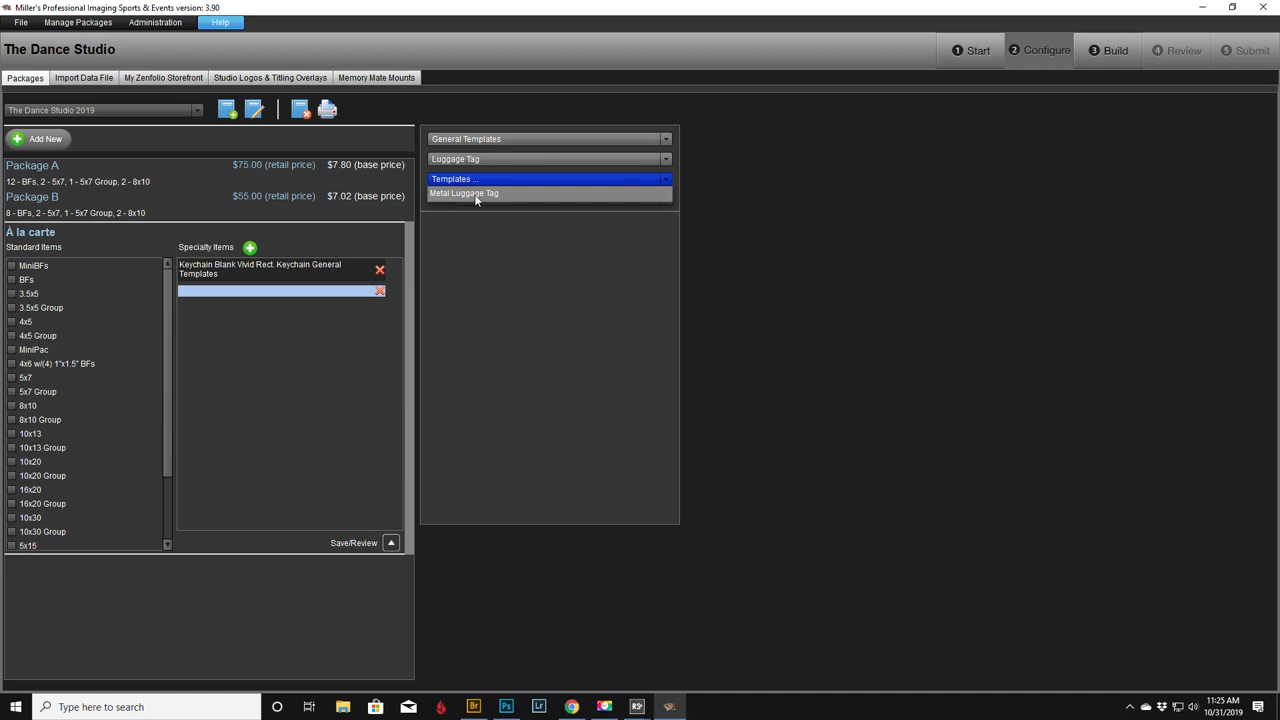 Miller's Professional Imaging Sports & Events version: 3.90
File Manage Packages Administration Help
The Dance Studio
1 Start 2 Configure 3 Build 4 Review 5 Submit
Packages Import Data File My Zenfolio Storefront Studio Logos & Titling Overlays Memory Mate Mounts
The Dance Studio 2019
Add New
Package A $75.00 (retail price) $7.80 (base price)
12 - BFs, 2 - 5x7, 1 - 5x7 Group, 2 - 8x10
Package B $55.00 (retail price) $7.02 (base price)
8 - BFs, 2 - 5x7, 1 - 5x7 Group, 2 - 8x10
À la carte
Standard Items
MiniBFs
BFs
3.5x5
3.5x5 Group
4x5
4x5 Group
MiniPac
4x6 w/(4) 1"x1.5" BFs
5x7
5x7 Group
8x10
8x10 Group
10x13
10x13 Group
10x20
10x20 Group
16x20
16x20 Group
10x30
10x30 Group
5x15
Specialty Items
Keychain Blank Vivid Rect. Keychain General
Templates
Save/Review
General Templates
Luggage Tag
Templates ...
Metal Luggage Tag
Type here to search
Br Ps Lr
11:25 AM
10/31/2019